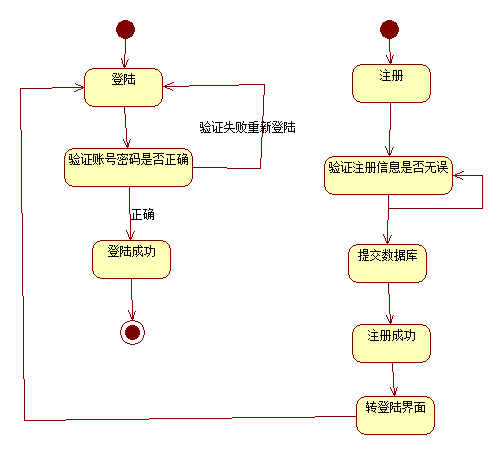 登陆
验证失败重新登陆
验证账号密码是否正确
正确
登陆成功
注册
验证注册信息是否无误
提交数据库
注册成功
转登陆界面